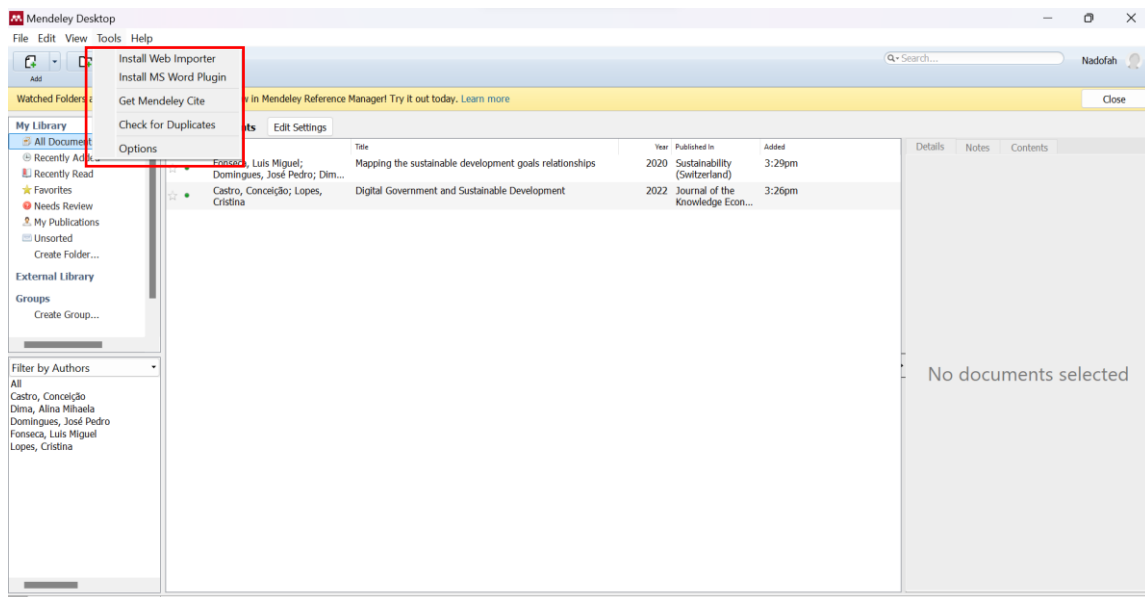 Mendeley Desktop
File Edit View Tools Help
Install Web Importer
Install MS Word Plugin
Get Mendeley Cite
Check for Duplicates
Options
Add
Search...
Nadofah
Watched Folders
in Mendeley Reference Manager! Try it out today. Learn more
Close
My Library
All Document
Recently Added
Recently Read
Favorites
Needs Review
My Publications
Unsorted
Create Folder...
External Library
Groups
Create Group...
Filter by Authors
All
Castro, Conceição
Dima, Alina Mihaela
Domingues, José Pedro
Fonseca, Luis Miguel
Lopes, Cristina
Edit Settings
Title Year Published In Added
Fonseca, Luis Miguel; Mapping the sustainable development goals relationships 2020 Sustainability 3:29pm
Domingues, José Pedro; Dim... (Switzerland)
Castro, Conceição; Lopes, Digital Government and Sustainable Development 2022 Journal of the 3:26pm
Cristina Knowledge Econ...
Details Notes Contents
No documents selected